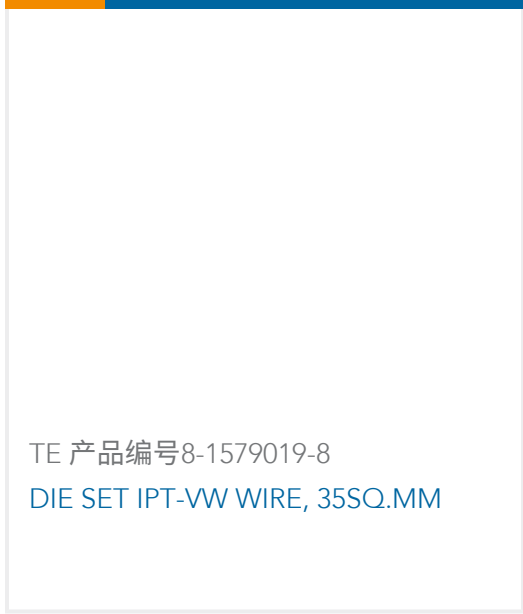 TE 产品编号8-1579019-8
DIE SET IPT-VW WIRE, 35SQ.MM